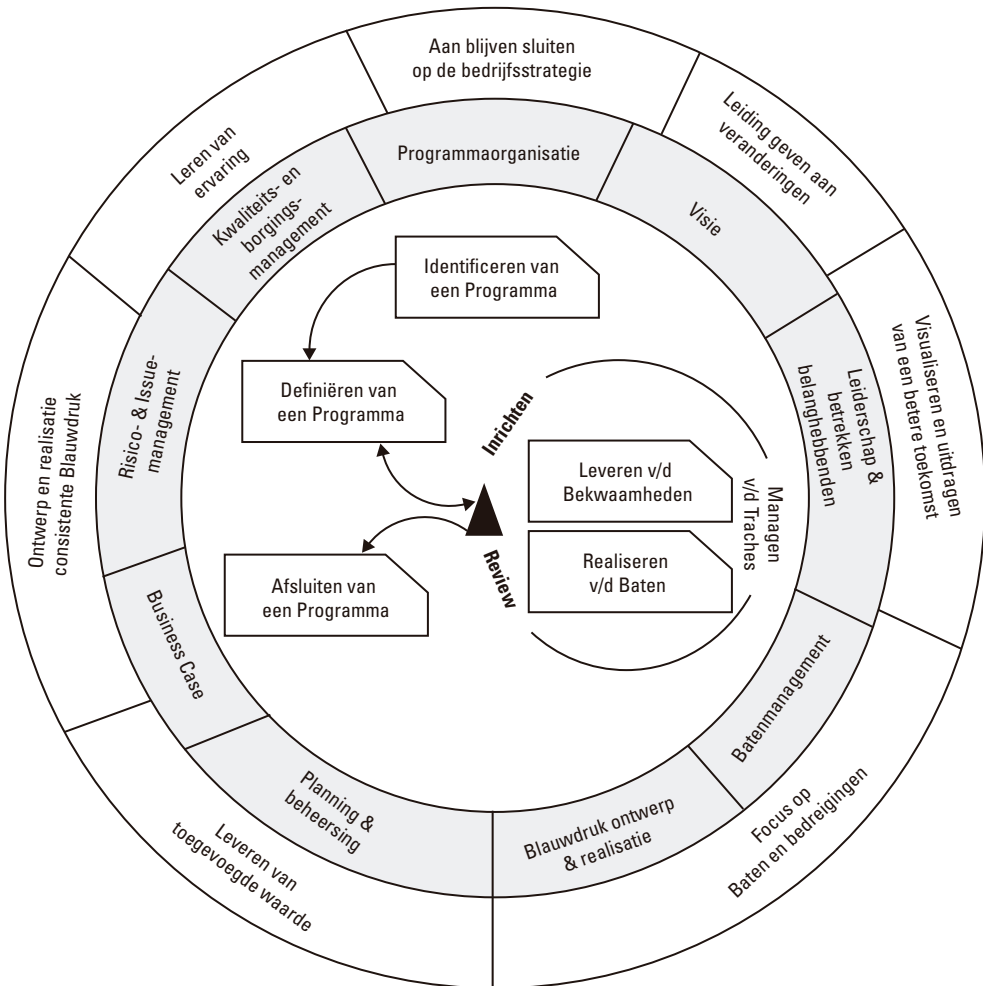 Aan blijven sluiten
op de bedrijfsstrategie
Leiding geven aan
veranderingen
Visualiseren en uitdragen
van een betere toekomst
Focus op
Baten en bedreigingen
Leveren van
toegevoegde waarde
Ontwerp en realisatie
consistente Blauwdruk
Leren van
ervaring
Programmaorganisatie
Visie
Leiderschap &
betrekken
belanghebbenden
Batenmanagement
Blauwdruk ontwerp
& realisatie
Planning &
beheersing
Business Case
Risico- & Issue-
management
Kwaliteits- en
borgings-
management
Identificeren van
een Programma
Definiëren van
een Programma
Inrichten
Leveren v/d
Bekwaamheden
Managen
v/d Traches
Realiseren
v/d Baten
Review
Afsluiten van
een Programma